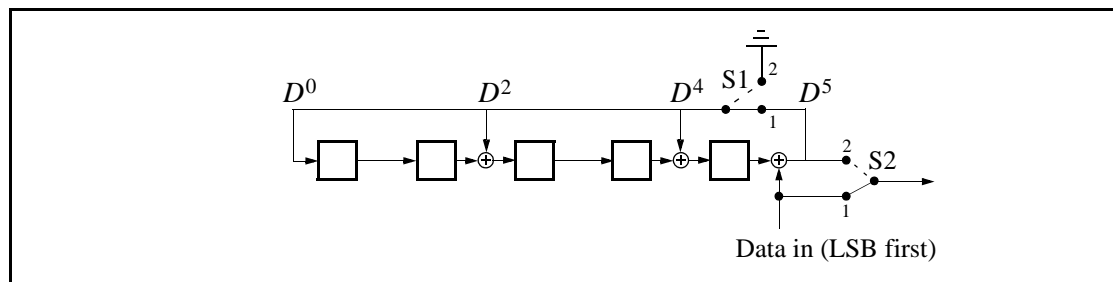 2
S1
D⁰ D² D⁴ D⁵
1
2
S2
1
Data in (LSB first)